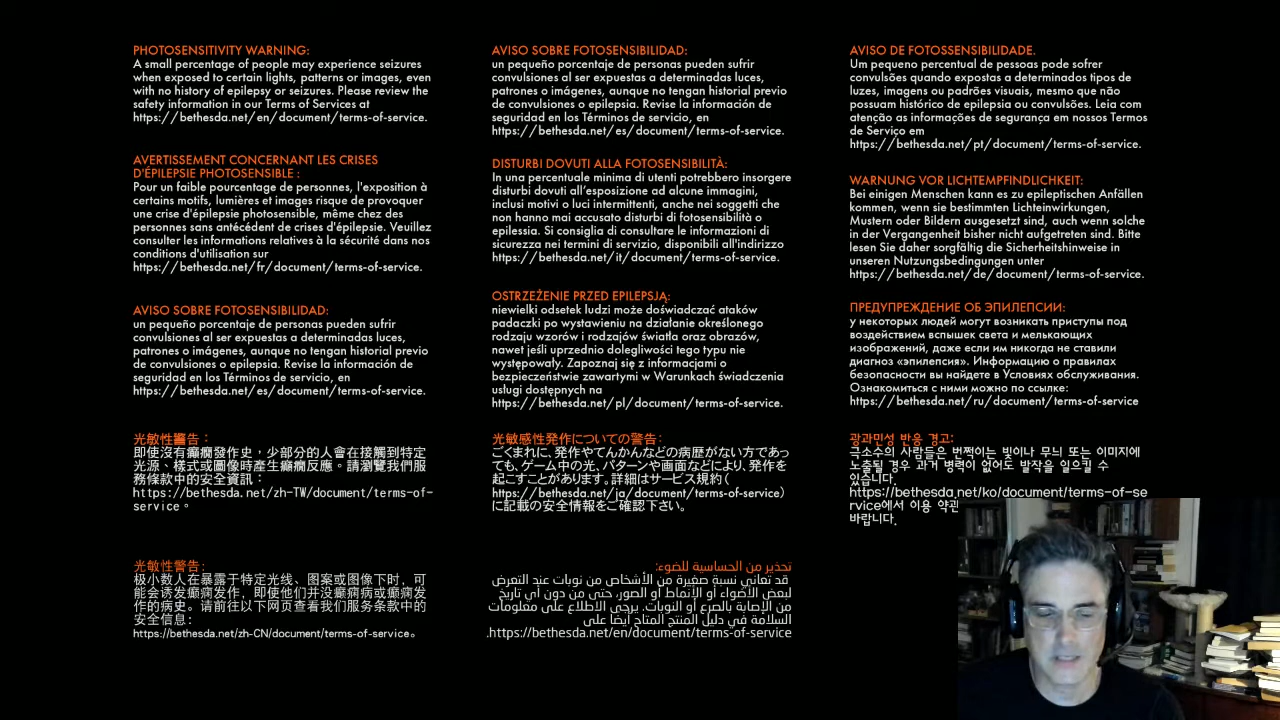 PHOTOSENSITIVITY WARNING:
A small percentage of people may experience seizures
when exposed to certain lights, patterns or images, even
with no history of epilepsy or seizures. Please review the
safety information in our Terms of Services at
https://bethesda.net/en/document/terms-of-service.
AVISO SOBRE FOTOSENSIBILIDAD:
un pequeño porcentaje de personas pueden sufrir
convulsiones al ser expuestas a determinadas luces,
patrones o imágenes, aunque no tengan historial previo
de convulsiones o epilepsia. Revise la información de
seguridad en los Términos de servicio, en
https://bethesda.net/es/document/terms-of-service.
AVISO DE FOTOSSENSIBILIDADE.
Um pequeno percentual de pessoas pode sofrer
convulsões quando expostas a determinados tipos de
luzes, imagens ou padrões visuais, mesmo que não
possuam histórico de epilepsia ou convulsões. Leia com
atenção as informações de segurança em nossos Termos
de Serviço em
https://bethesda.net/pt/document/terms-of-service.
AVERTISSEMENT CONCERNANT LES CRISES
D'ÉPILEPSIE PHOTOSENSIBLE :
Pour un faible pourcentage de personnes, l'exposition à
certains motifs, lumières et images risque de provoquer
une crise d'épilepsie photosensible, même chez des
personnes sans antécédent de crises d'épilepsie. Veuillez
consulter les informations relatives à la sécurité dans nos
conditions d'utilisation sur
https://bethesda.net/fr/document/terms-of-service.
DISTURBI DOVUTI ALLA FOTOSENSIBILITÀ:
In una percentuale minima di utenti potrebbero insorgere
disturbi dovuti all'esposizione ad alcune immagini,
inclusi motivi o luci intermittenti, anche nei soggetti che
non hanno mai accusato disturbi di fotosensibilità o
epilessia. Si consiglia di consultare le informazioni di
sicurezza nei termini di servizio, disponibili all'indirizzo
https://bethesda.net/it/document/terms-of-service.
WARNUNG VOR LICHTEMPFINDLICHKEIT:
Bei einigen Menschen kann es zu epileptischen Anfällen
kommen, wenn sie bestimmten Lichteinwirkungen,
Mustern oder Bildern ausgesetzt sind, auch wenn solche
in der Vergangenheit bisher nicht aufgetreten sind. Bitte
lesen Sie daher sorgfältig die Sicherheitshinweise in
unseren Nutzungsbedingungen unter
https://bethesda.net/de/document/terms-of-service.
AVISO SOBRE FOTOSENSIBILIDAD:
un pequeño porcentaje de personas pueden sufrir
convulsiones al ser expuestas a determinadas luces,
patrones o imágenes, aunque no tengan historial previo
de convulsiones o epilepsia. Revise la información de
seguridad en los Términos de servicio, en
https://bethesda.net/es/document/terms-of-service.
OSTRZEŻENIE PRZED EPILEPSJĄ:
niewielki odsetek ludzi może doświadczać ataków
padaczki po wystawieniu na działanie określonego
rodzaju wzorów i rodzajów światła oraz obrazów,
nawet jeśli uprzednio dolegliwości tego typu nie
występowały. Zapoznaj się z informacjami o
bezpieczeństwie zawartymi w Warunkach świadczenia
usługi dostępnych na
https://bethesda.net/pl/document/terms-of-service.
ПРЕДУПРЕЖДЕНИЕ ОБ ЭПИЛЕПСИИ:
у некоторых людей могут возникать приступы под
воздействием вспышек света и мелькающих
изображений, даже если им никогда не ставили
диагноз «эпилепсия». Информацию о правилах
безопасности вы найдете в Условиях обслуживания.
Ознакомиться с ними можно по ссылке:
https://bethesda.net/ru/document/terms-of-service
光敏性警告：
即使沒有癲癇發作史，少部分的人會在接觸到特定
光源、樣式或圖像時產生癲癇反應。請瀏覽我們服
務條款中的安全資訊：
https://bethesda.net/zh-TW/document/terms-of-
service。
光敏感性発作についての警告:
ごくまれに、発作やてんかんなどの病歴がない方であっ
ても、ゲーム中の光、パターンや画面などにより、発作を
起こすことがあります。詳細はサービス規約（
https://bethesda.net/ja/document/terms-of-service）
に記載の安全情報をご確認下さい。
광과민성 반응 경고:
극소수의 사람들은 번쩍이는 빛이나 무늬 또는 이미지에
노출될 경우 과거 병력이 없어도 발작을 일으킬 수
있습니다.
https://bethesda.net/ko/document/terms-of-se
rvice에서 이용 약관
바랍니다.
光敏性警告:
极小数人在暴露于特定光线、图案或图像下时，可
能会诱发癫痫发作，即使他们并没癫痫病或癫痫发
作的病史。请前往以下网页查看我们服务条款中的
安全信息:
https://bethesda.net/zh-CN/document/terms-of-service。
تحذير من الحساسية للضوء:
قد تعاني نسبة صغيرة من الأشخاص من نوبات عند التعرض
لبعض الأضواء أو الأنماط أو الصور، حتى من دون أي تاريخ
من الإصابة بالصرع أو النوبات. يرجى الاطلاع على معلومات
السلامة في دليل المنتج المتاح أيضًا على
https://bethesda.net/en/document/terms-of-service.